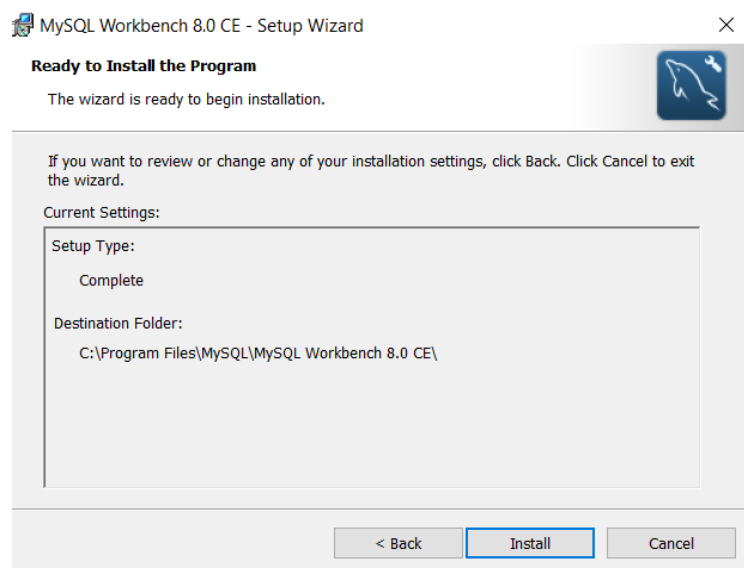 MySQL Workbench 8.0 CE - Setup Wizard
Ready to Install the Program
The wizard is ready to begin installation.
If you want to review or change any of your installation settings, click Back. Click Cancel to exit
the wizard.
Current Settings:
Setup Type:
Complete
Destination Folder:
C:\Program Files\MySQL\MySQL Workbench 8.0 CE\
< Back
Install
Cancel